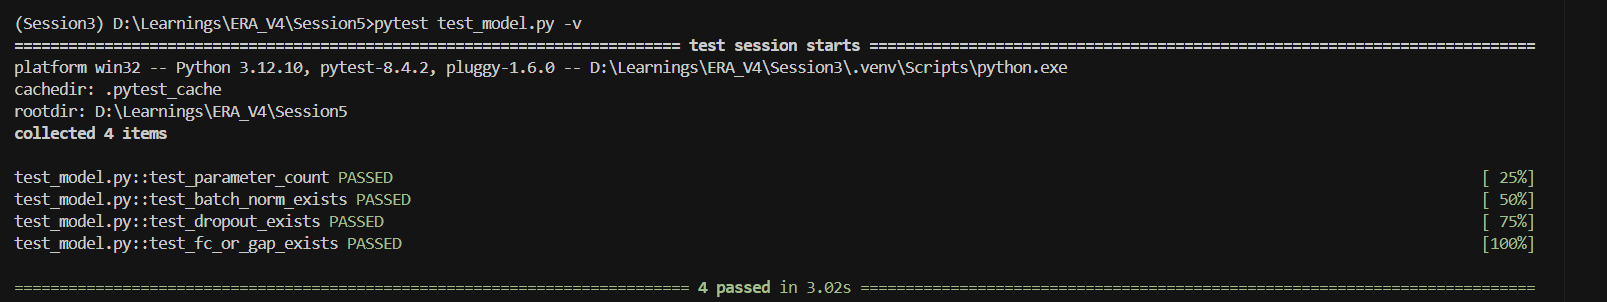 (Session3) D:\Learnings\ERA_V4\Session5>pytest test_model.py -v
=========================================================================== test session starts ===========================================================================
platform win32 -- Python 3.12.10, pytest-8.4.2, pluggy-1.6.0 -- D:\Learnings\ERA_V4\Session3\.venv\Scripts\python.exe
cachedir: .pytest_cache
rootdir: D:\Learnings\ERA_V4\Session5
collected 4 items
test_model.py::test_parameter_count PASSED [ 25%]
test_model.py::test_batch_norm_exists PASSED [ 50%]
test_model.py::test_dropout_exists PASSED [ 75%]
test_model.py::test_fc_or_gap_exists PASSED [100%]
============================================================================ 4 passed in 3.02s ============================================================================